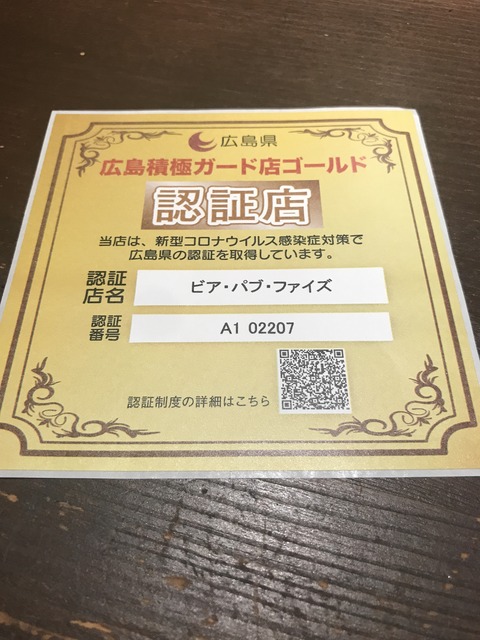 広島県
広島積極ガード店ゴールド
認証店
当店は、新型コロナウイルス感染症対策で
広島県の認証を取得しています。
認証
店名
ビア・パブ・ファイズ
認証
番号
A1 02207
認証制度の詳細はこちら